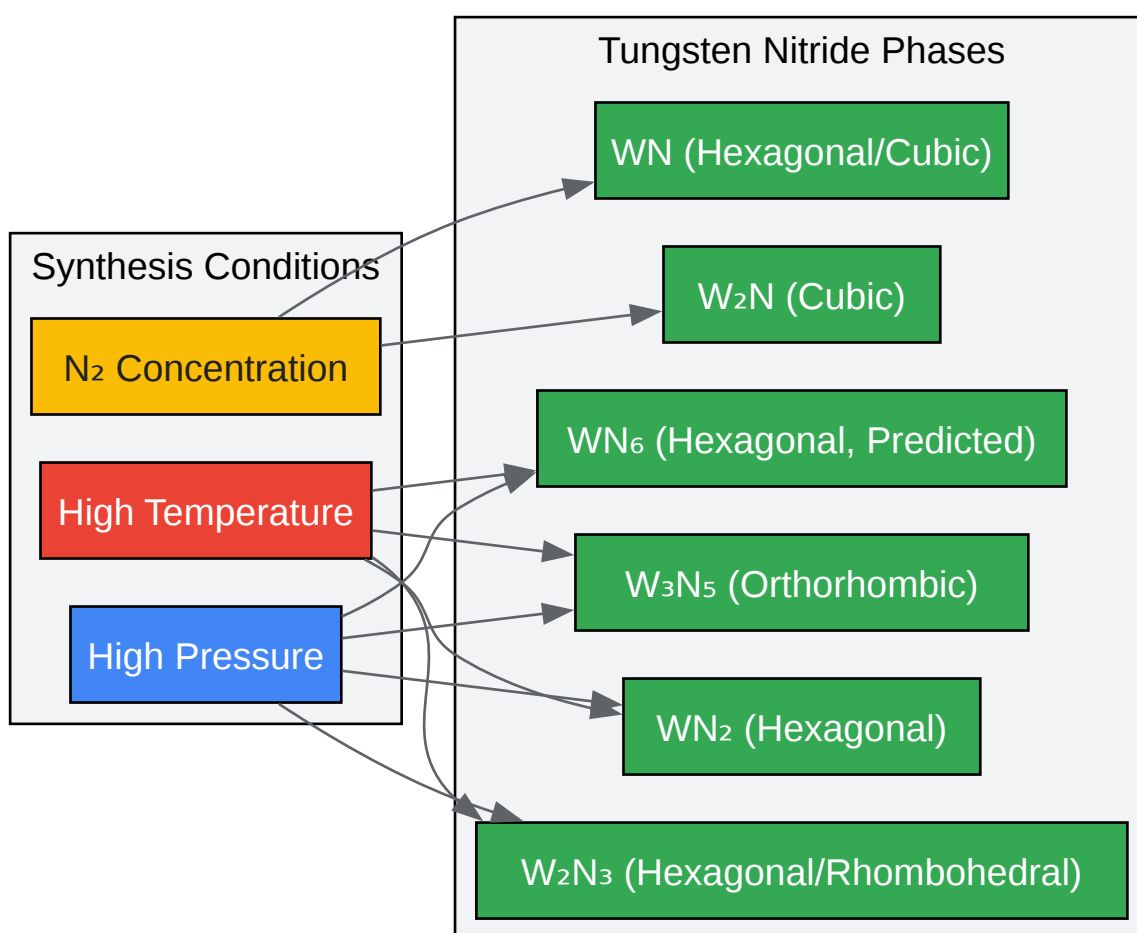 Tungsten Nitride Phases
WN (Hexagonal/Cubic)
W₂N (Cubic)
WN₆ (Hexagonal, Predicted)
W₃N₅ (Orthorhombic)
WN₂ (Hexagonal)
W₂N₃ (Hexagonal/Rhombohedral)
Synthesis Conditions
N₂ Concentration
High Temperature
High Pressure